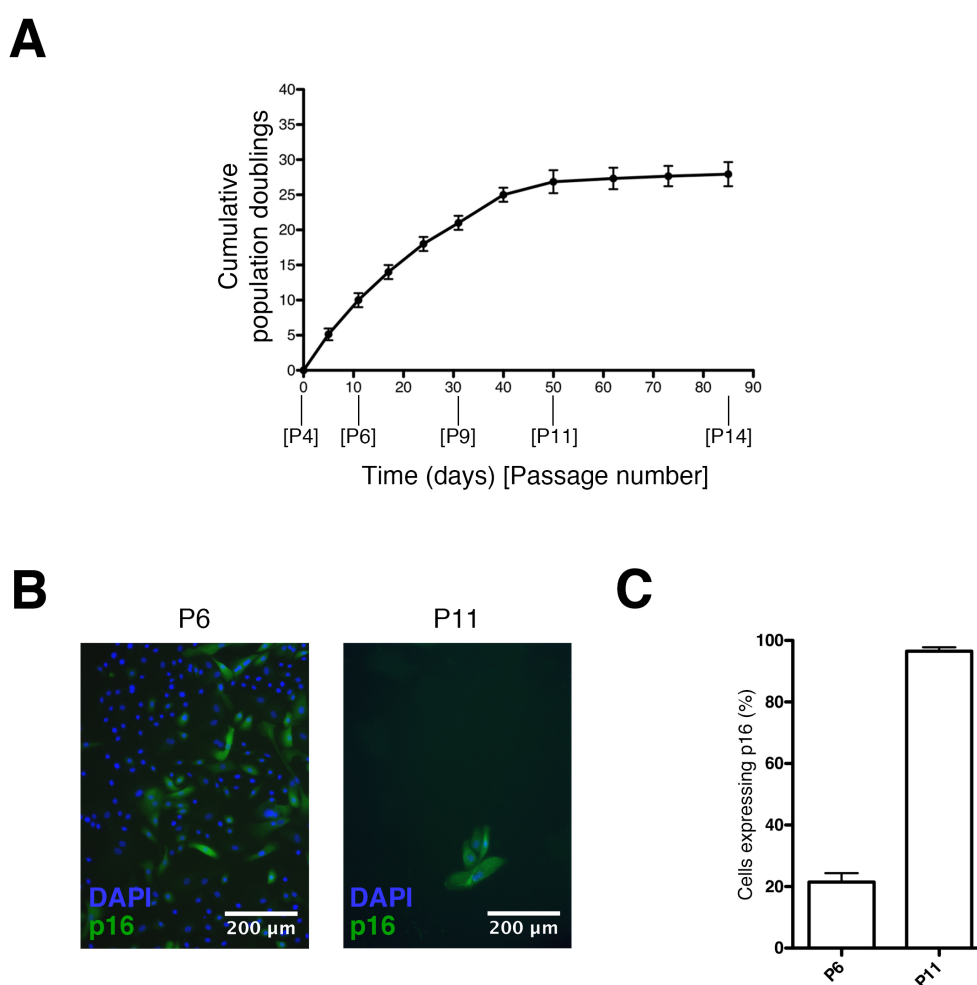 A
Cumulative
population doublings
40
35
30
25
20
15
10
5
0
0 10 20 30 40 50 60 70 80 90
[P4] [P6] [P9] [P11] [P14]
Time (days) [Passage number]
B
P6 P11
DAPI
p16
200 µm
DAPI
p16
200 µm
C
Cells expressing p16 (%)
100
80
60
40
20
0
P6 P11